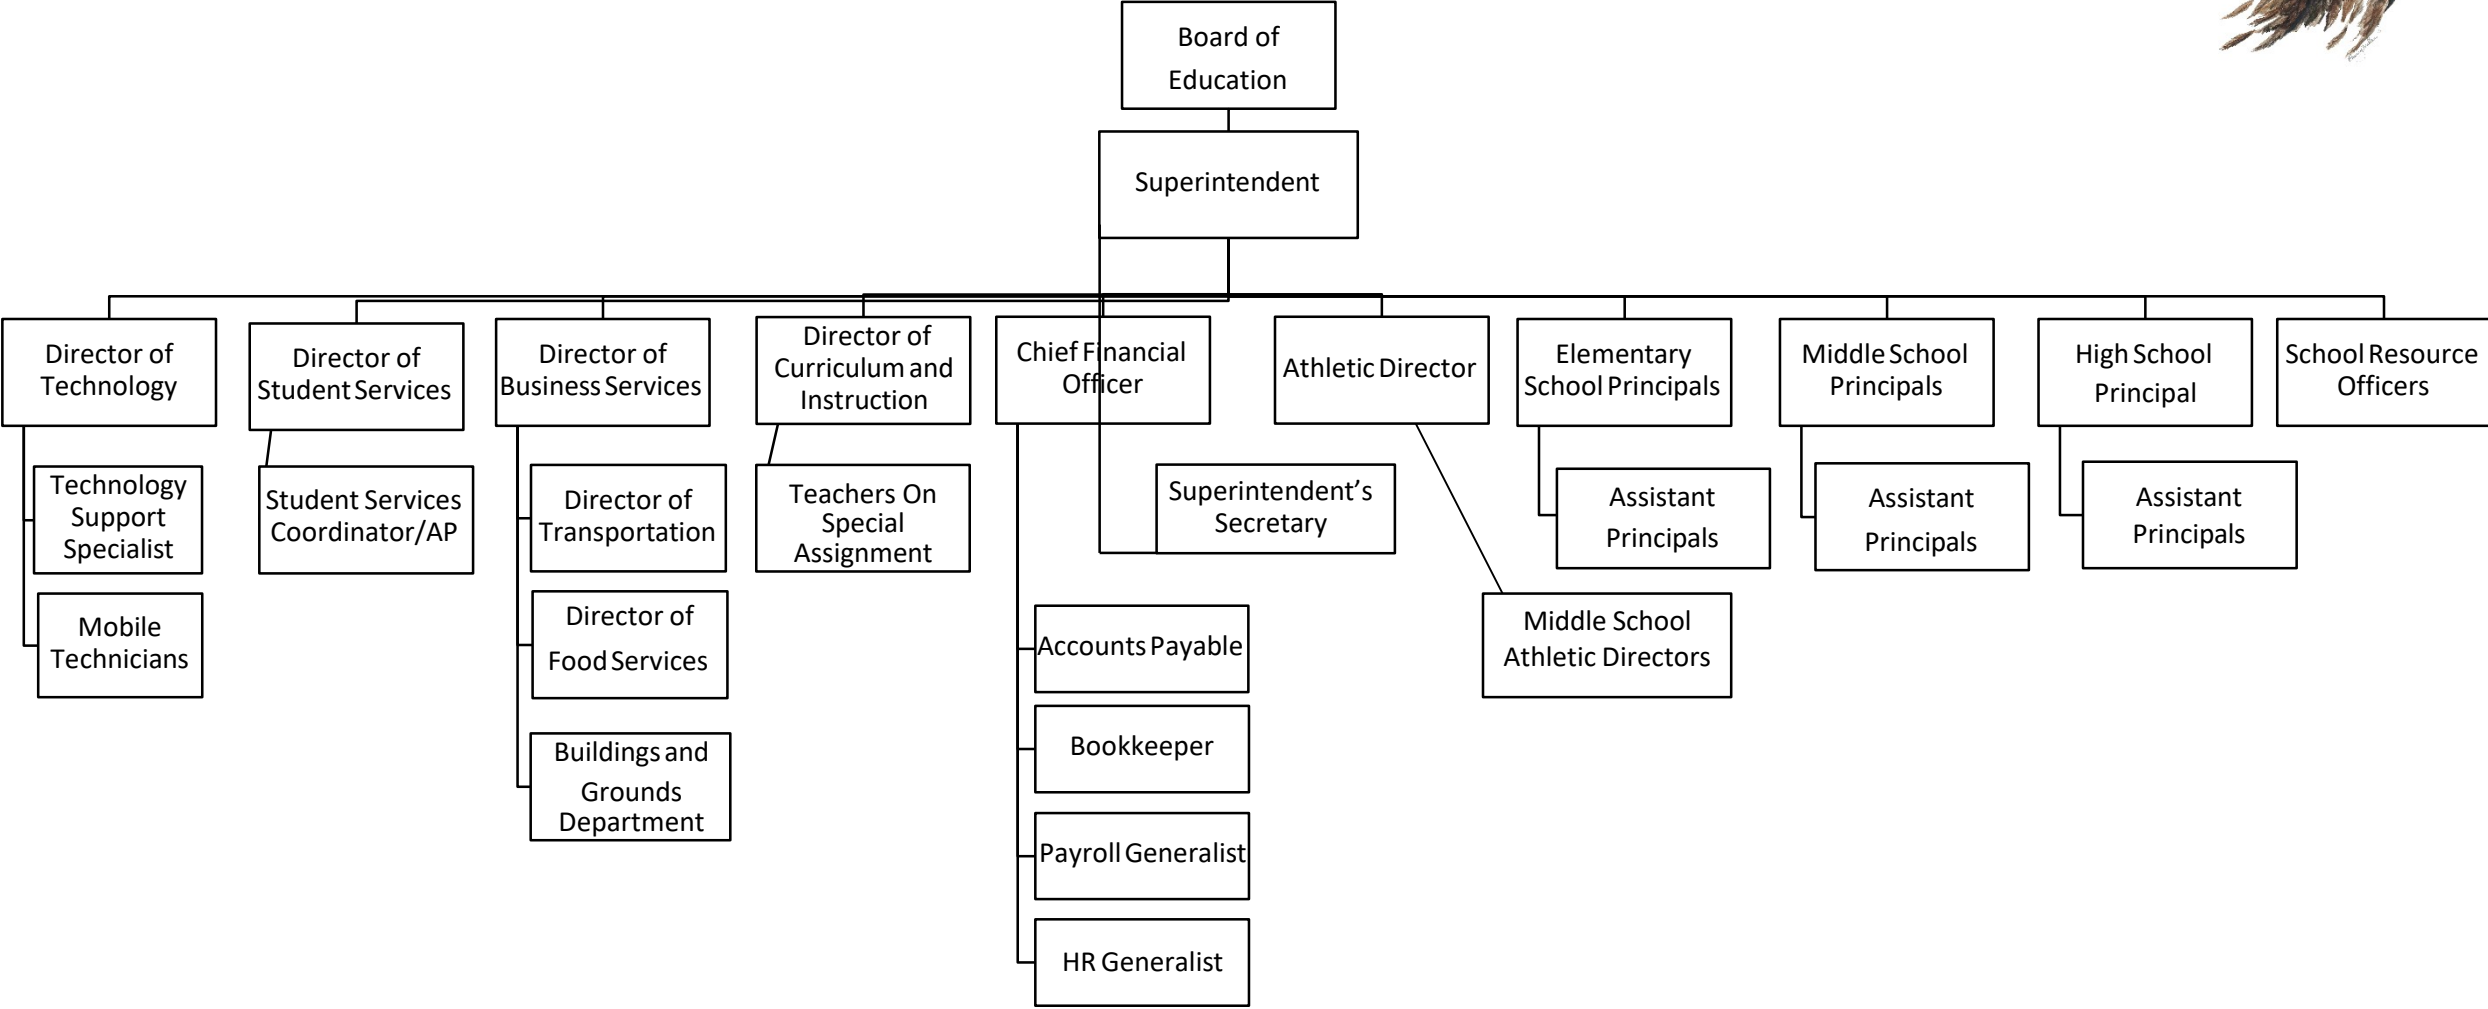 Board of
Education
Superintendent
Director of
Technology
Director of
Student Services
Director of
Business Services
Director of
Curriculum and
Instruction
Chief Financial
Officer
Athletic Director
Elementary
School Principals
Middle School
Principals
High School
Principal
School Resource
Officers
Technology
Support
Specialist
Student Services
Coordinator/AP
Director of
Transportation
Teachers On
Special
Assignment
Superintendent’s
Secretary
Assistant
Principals
Assistant
Principals
Assistant
Principals
Mobile
Technicians
Director of
Food Services
Accounts Payable
Middle School
Athletic Directors
Buildings and
Grounds
Department
Bookkeeper
Payroll Generalist
HR Generalist